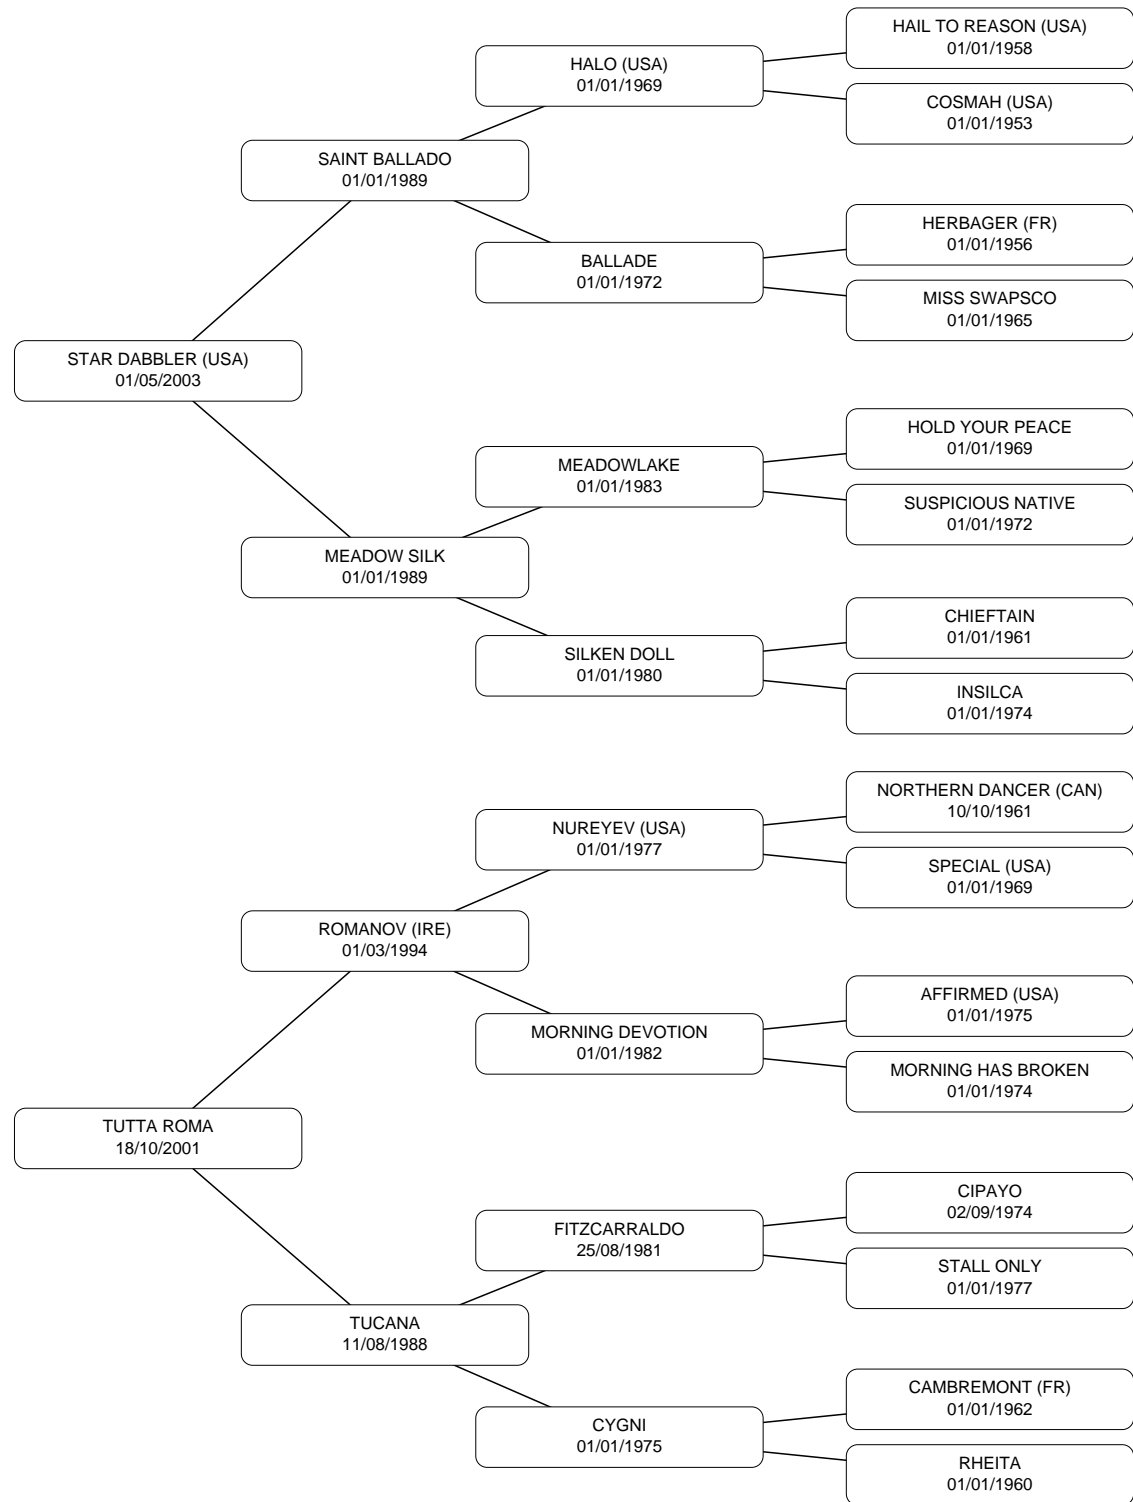 HAIL TO REASON (USA)
01/01/1958
HALO (USA)
01/01/1969
COSMAH (USA)
01/01/1953
SAINT BALLADO
01/01/1989
HERBAGER (FR)
01/01/1956
BALLADE
01/01/1972
MISS SWAPSCO
01/01/1965
STAR DABBLER (USA)
01/05/2003
HOLD YOUR PEACE
01/01/1969
MEADOWLAKE
01/01/1983
SUSPICIOUS NATIVE
01/01/1972
MEADOW SILK
01/01/1989
CHIEFTAIN
01/01/1961
SILKEN DOLL
01/01/1980
INSILCA
01/01/1974
NORTHERN DANCER (CAN)
10/10/1961
NUREYEV (USA)
01/01/1977
SPECIAL (USA)
01/01/1969
ROMANOV (IRE)
01/03/1994
AFFIRMED (USA)
01/01/1975
MORNING DEVOTION
01/01/1982
MORNING HAS BROKEN
01/01/1974
TUTTA ROMA
18/10/2001
CIPAYO
02/09/1974
FITZCARRALDO
25/08/1981
STALL ONLY
01/01/1977
TUCANA
11/08/1988
CAMBREMONT (FR)
01/01/1962
CYGNI
01/01/1975
RHEITA
01/01/1960